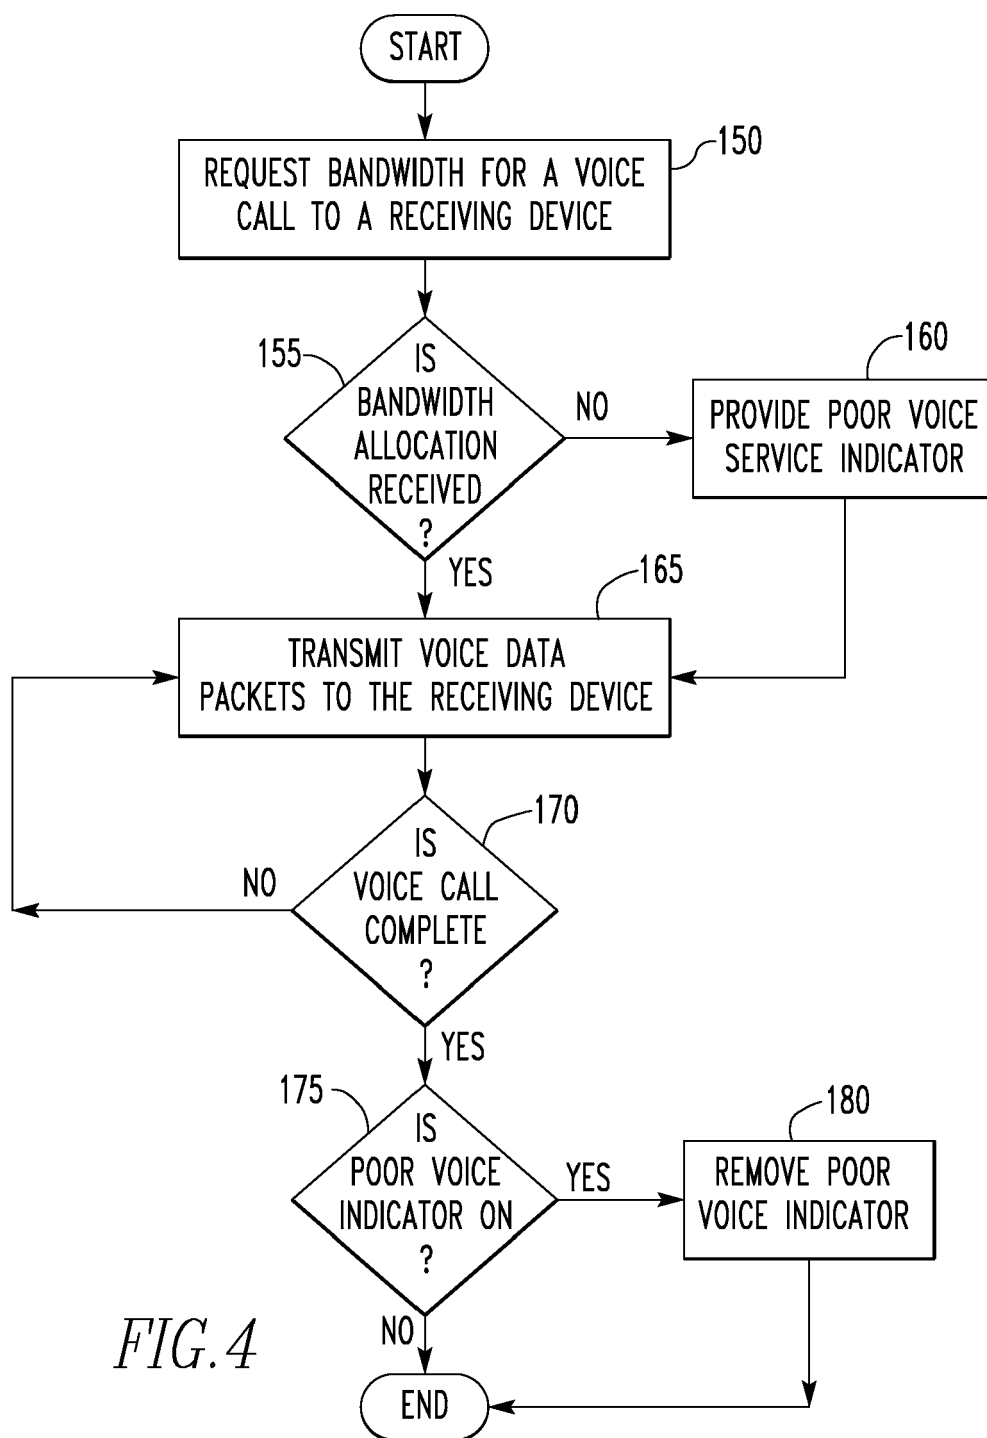 START
150
REQUEST BANDWIDTH FOR A VOICE
CALL TO A RECEIVING DEVICE
155
IS
BANDWIDTH
ALLOCATION
RECEIVED
?
NO
160
PROVIDE POOR VOICE
SERVICE INDICATOR
YES
165
TRANSMIT VOICE DATA
PACKETS TO THE RECEIVING DEVICE
170
IS
VOICE CALL
COMPLETE
?
NO
YES
175
IS
POOR VOICE
INDICATOR ON
?
YES
180
REMOVE POOR
VOICE INDICATOR
NO
END
FIG.4